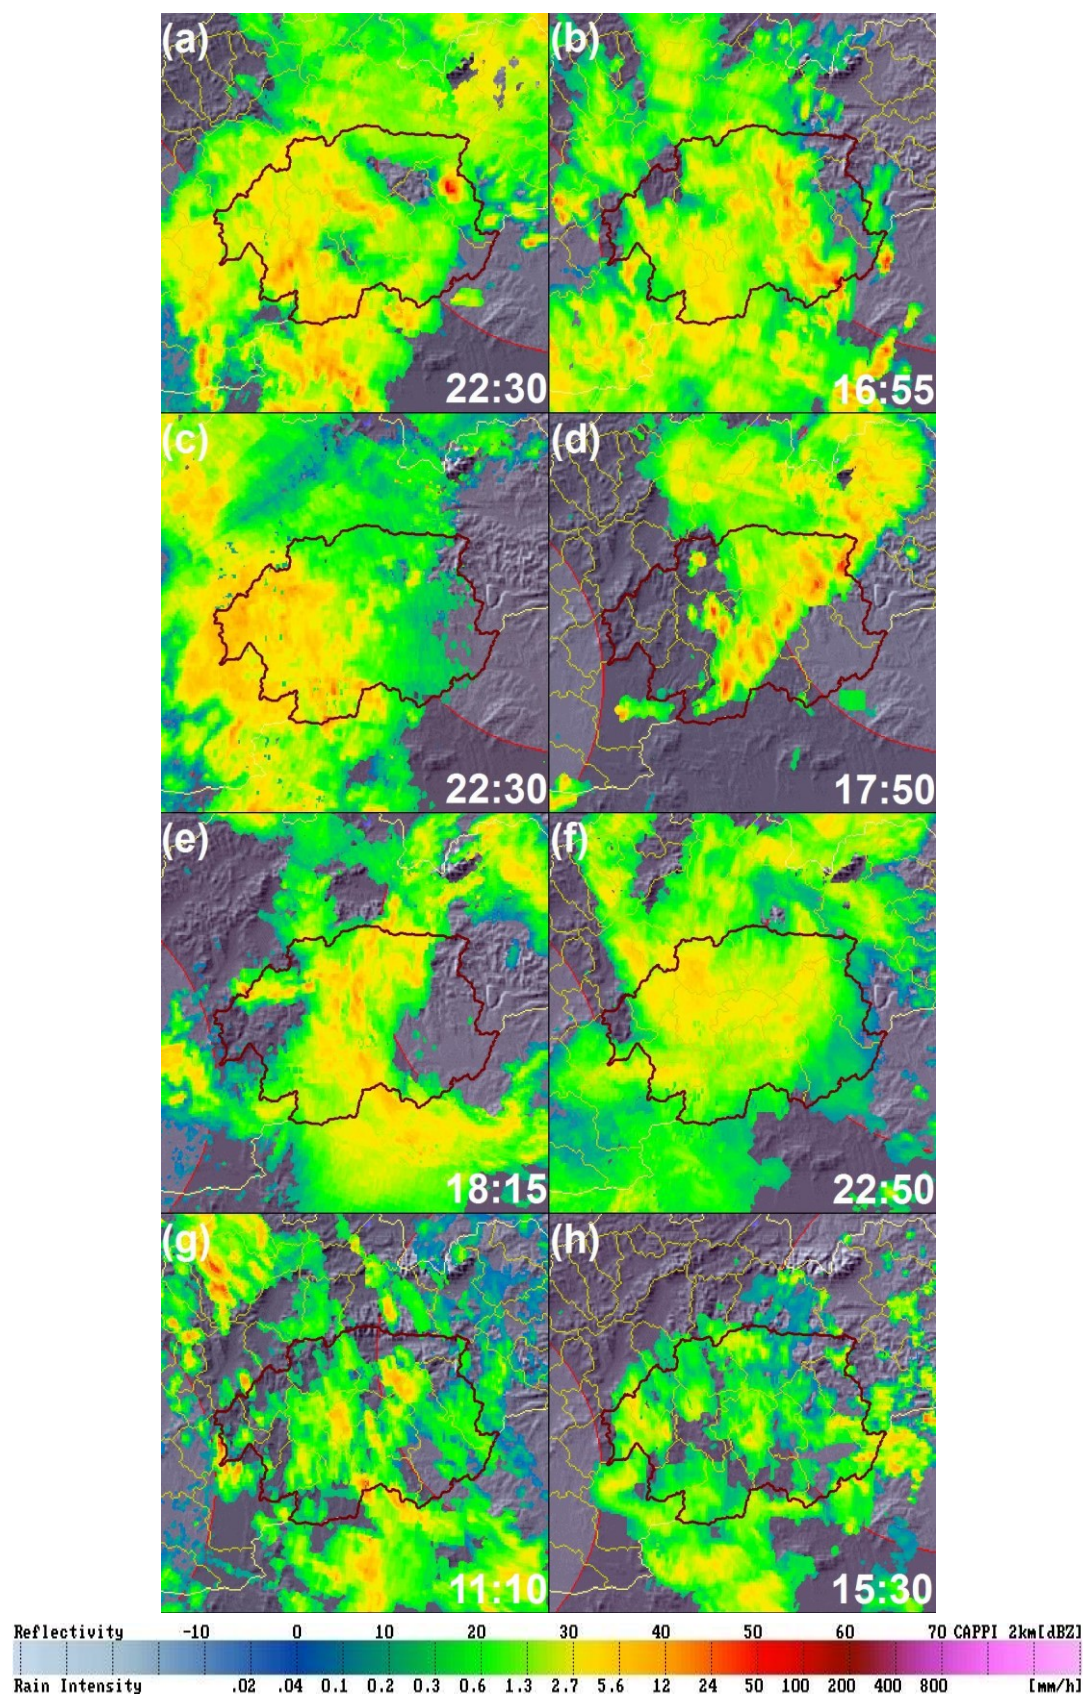 (a)
(b)
22:30
16:55
(c)
(d)
22:30
17:50
(e)
(f)
18:15
22:50
(g)
(h)
11:10
15:30
Reflectivity -10 0 10 20 30 40 50 60 70 CAPPI 2km[dBZ]
Rain Intensity .02 .04 0.1 0.2 0.3 0.6 1.3 2.7 5.6 12 24 50 100 200 400 800 [mm/h]